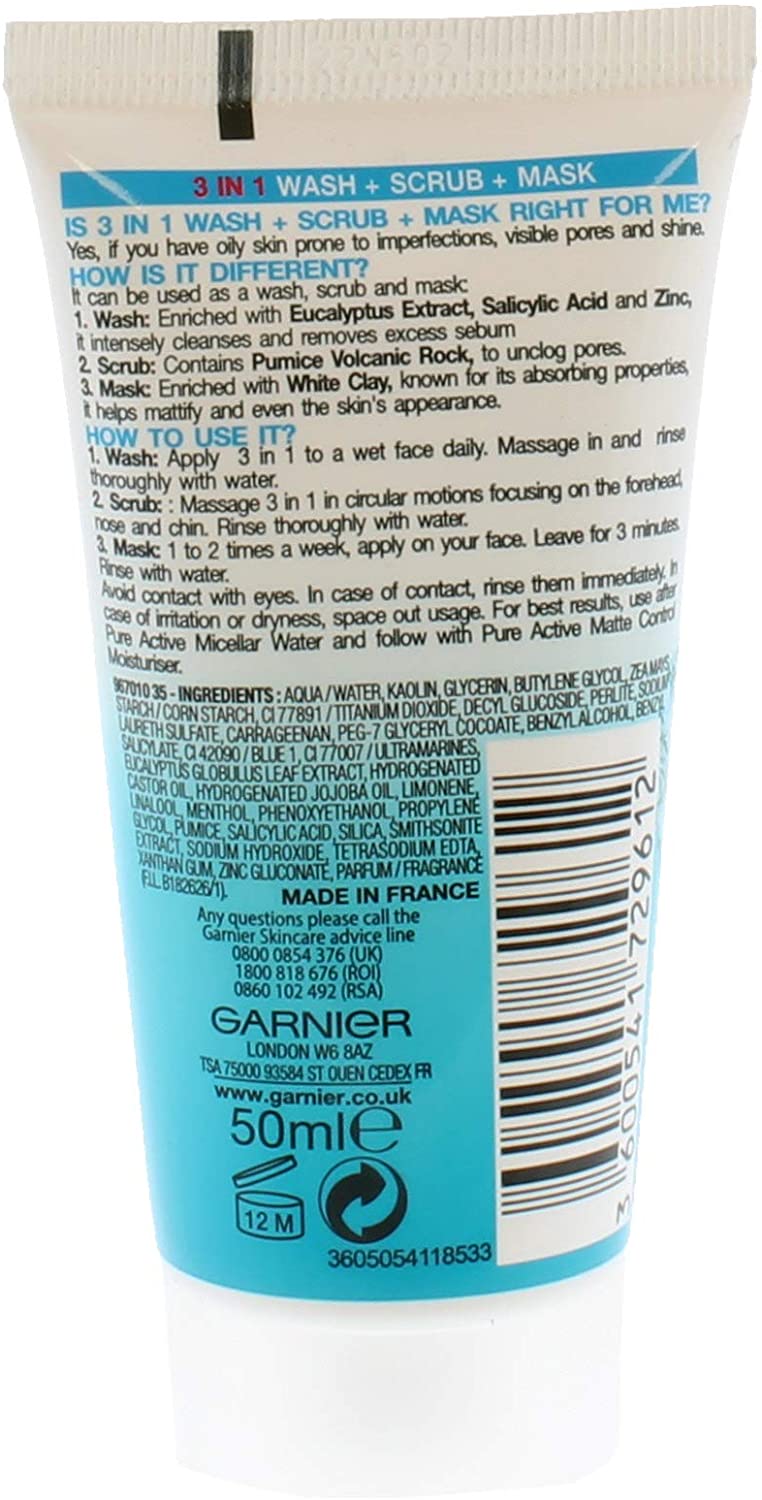 3 IN 1 WASH + SCRUB + MASK
IS 3 IN 1 WASH + SCRUB + MASK RIGHT FOR ME?
Yes, if you have oily skin prone to imperfections, visible pores and shine.
HOW IS IT DIFFERENT?
It can be used as a wash, scrub and mask:
1. Wash: Enriched with Eucalyptus Extract, Salicylic Acid and Zinc,
it intensely cleanses and removes excess sebum
2. Scrub: Contains Pumice Volcanic Rock, to unclog pores.
3. Mask: Enriched with White Clay, known for its absorbing properties,
it helps mattify and even the skin's appearance.
HOW TO USE IT?
1. Wash: Apply 3 in 1 to a wet face daily. Massage in and rinse
thoroughly with water.
2. Scrub: : Massage 3 in 1 in circular motions focusing on the forehead,
nose and chin. Rinse thoroughly with water.
3. Mask: 1 to 2 times a week, apply on your face. Leave for 3 minutes.
Rinse with water.
Avoid contact with eyes. In case of contact, rinse them immediately. In
case of irritation or dryness, space out usage. For best results, use after
Pure Active Micellar Water and follow with Pure Active Matte Control
Moisturiser.
967010 35 - INGREDIENTS : AQUA / WATER, KAOLIN, GLYCERIN, BUTYLENE GLYCOL, ZEA MAYS
STARCH / CORN STARCH, CI 77891 / TITANIUM DIOXIDE, DECYL GLUCOSIDE, PERLITE, SODIUM
LAURETH SULFATE, CARRAGEENAN, PEG-7 GLYCERYL COCOATE, BENZYL ALCOHOL, BENZYL
SALICYLATE, CI 42090 / BLUE 1, CI 77007 / ULTRAMARINES,
EUCALYPTUS GLOBULUS LEAF EXTRACT, HYDROGENATED
CASTOR OIL, HYDROGENATED JOJOBA OIL, LIMONENE,
LINALOOL, MENTHOL, PHENOXYETHANOL, PROPYLENE
GLYCOL, PUMICE, SALICYLIC ACID, SILICA, SMITHSONITE
EXTRACT, SODIUM HYDROXIDE, TETRASODIUM EDTA,
XANTHAN GUM, ZINC GLUCONATE, PARFUM / FRAGRANCE
(F.I.L. B182626/1).
MADE IN FRANCE
Any questions please call the
Garnier Skincare advice line
0800 0854 376 (UK)
1800 818 676 (ROI)
0860 102 492 (RSA)
GARNIER
LONDON W6 8AZ
TSA 75000 93584 ST OUEN CEDEX FR
www.garnier.co.uk
50ml e
12 M
3605054118533
3 600541 729612